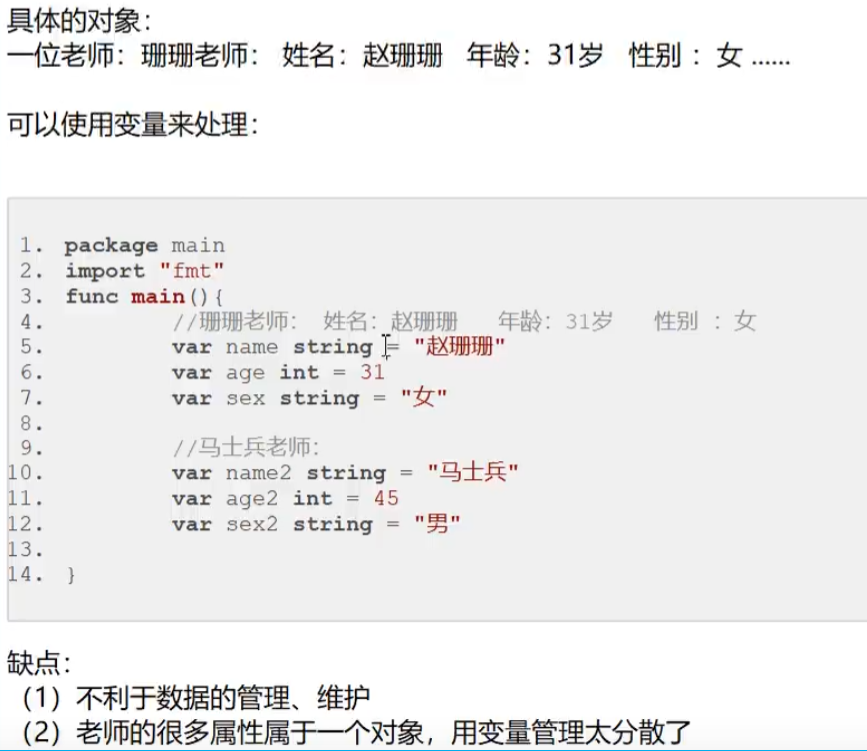 具体的对象：
一位老师：珊珊老师： 姓名：赵珊珊 年龄：31岁 性别 ：女 ......
可以使用变量来处理：
1. package main
2. import "fmt"
3. func main(){
4. //珊珊老师： 姓名：赵珊珊 年龄：31岁 性别 ：女
5. var name string = "赵珊珊"
6. var age int = 31
7. var sex string = "女"
8.
9. //马士兵老师：
10. var name2 string = "马士兵"
11. var age2 int = 45
12. var sex2 string = "男"
13.
14. }
缺点：
（1）不利于数据的管理、维护
（2）老师的很多属性属于一个对象，用变量管理太分散了